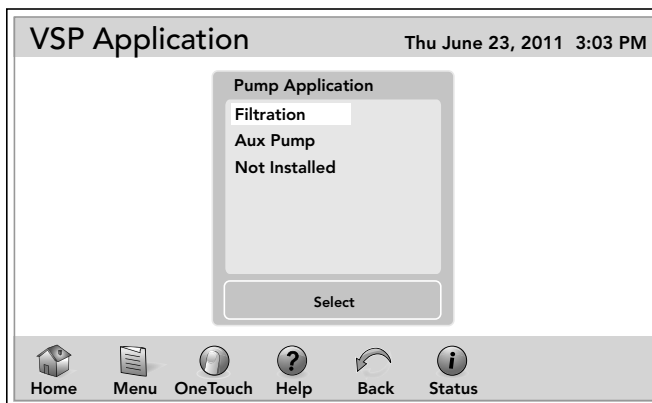 VSP Application Thu June 23, 2011 3:03 PM
Pump Application
Filtration
Aux Pump
Not Installed
Select
Home Menu OneTouch Help Back Status